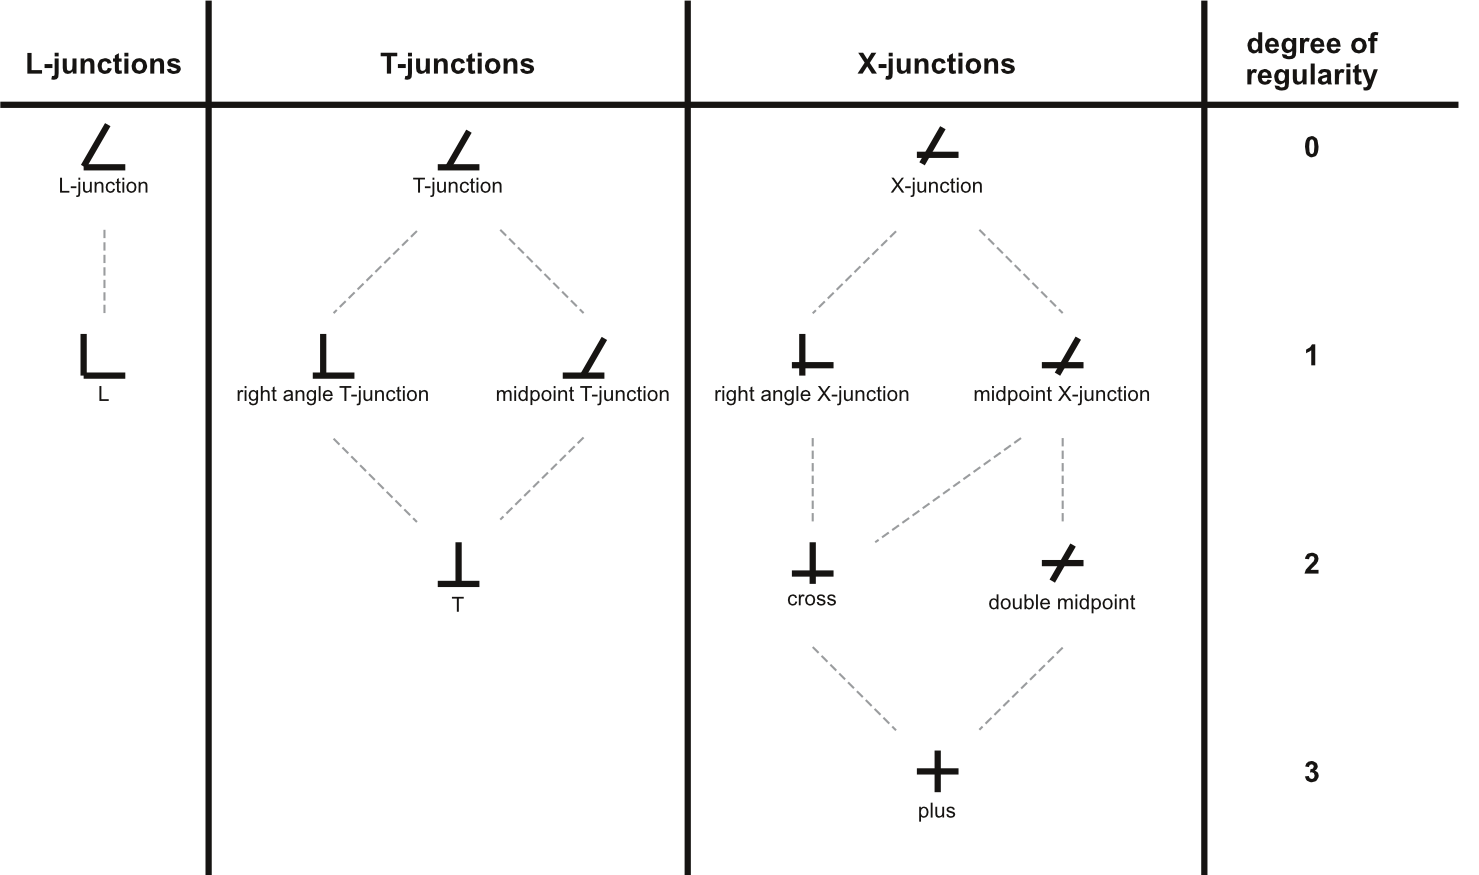 L-junctions
T-junctions
X-junctions
degree of
regularity
L-junction
T-junction
X-junction
0
L
right angle T-junction
midpoint T-junction
right angle X-junction
midpoint X-junction
1
T
cross
double midpoint
2
plus
3